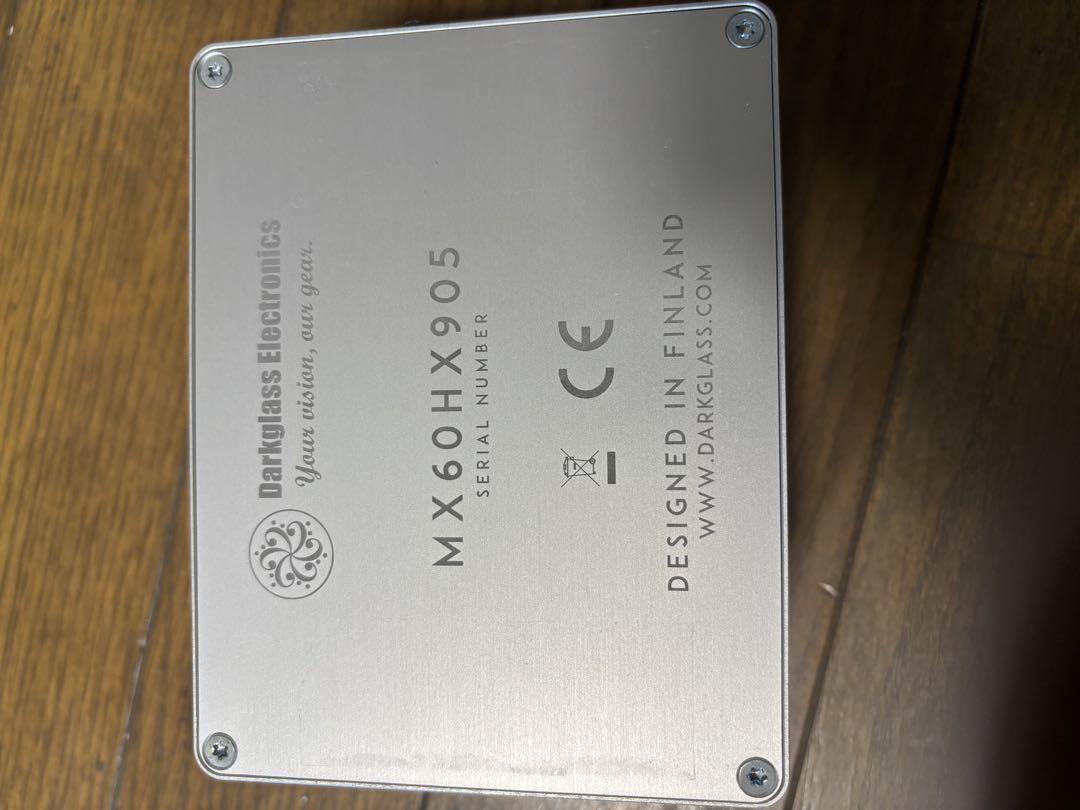 Darkglass Electronics
Your vision, our gear.
MX60HX905
SERIAL NUMBER
CE
DESIGNED IN FINLAND
WWW.DARKGLASS.COM